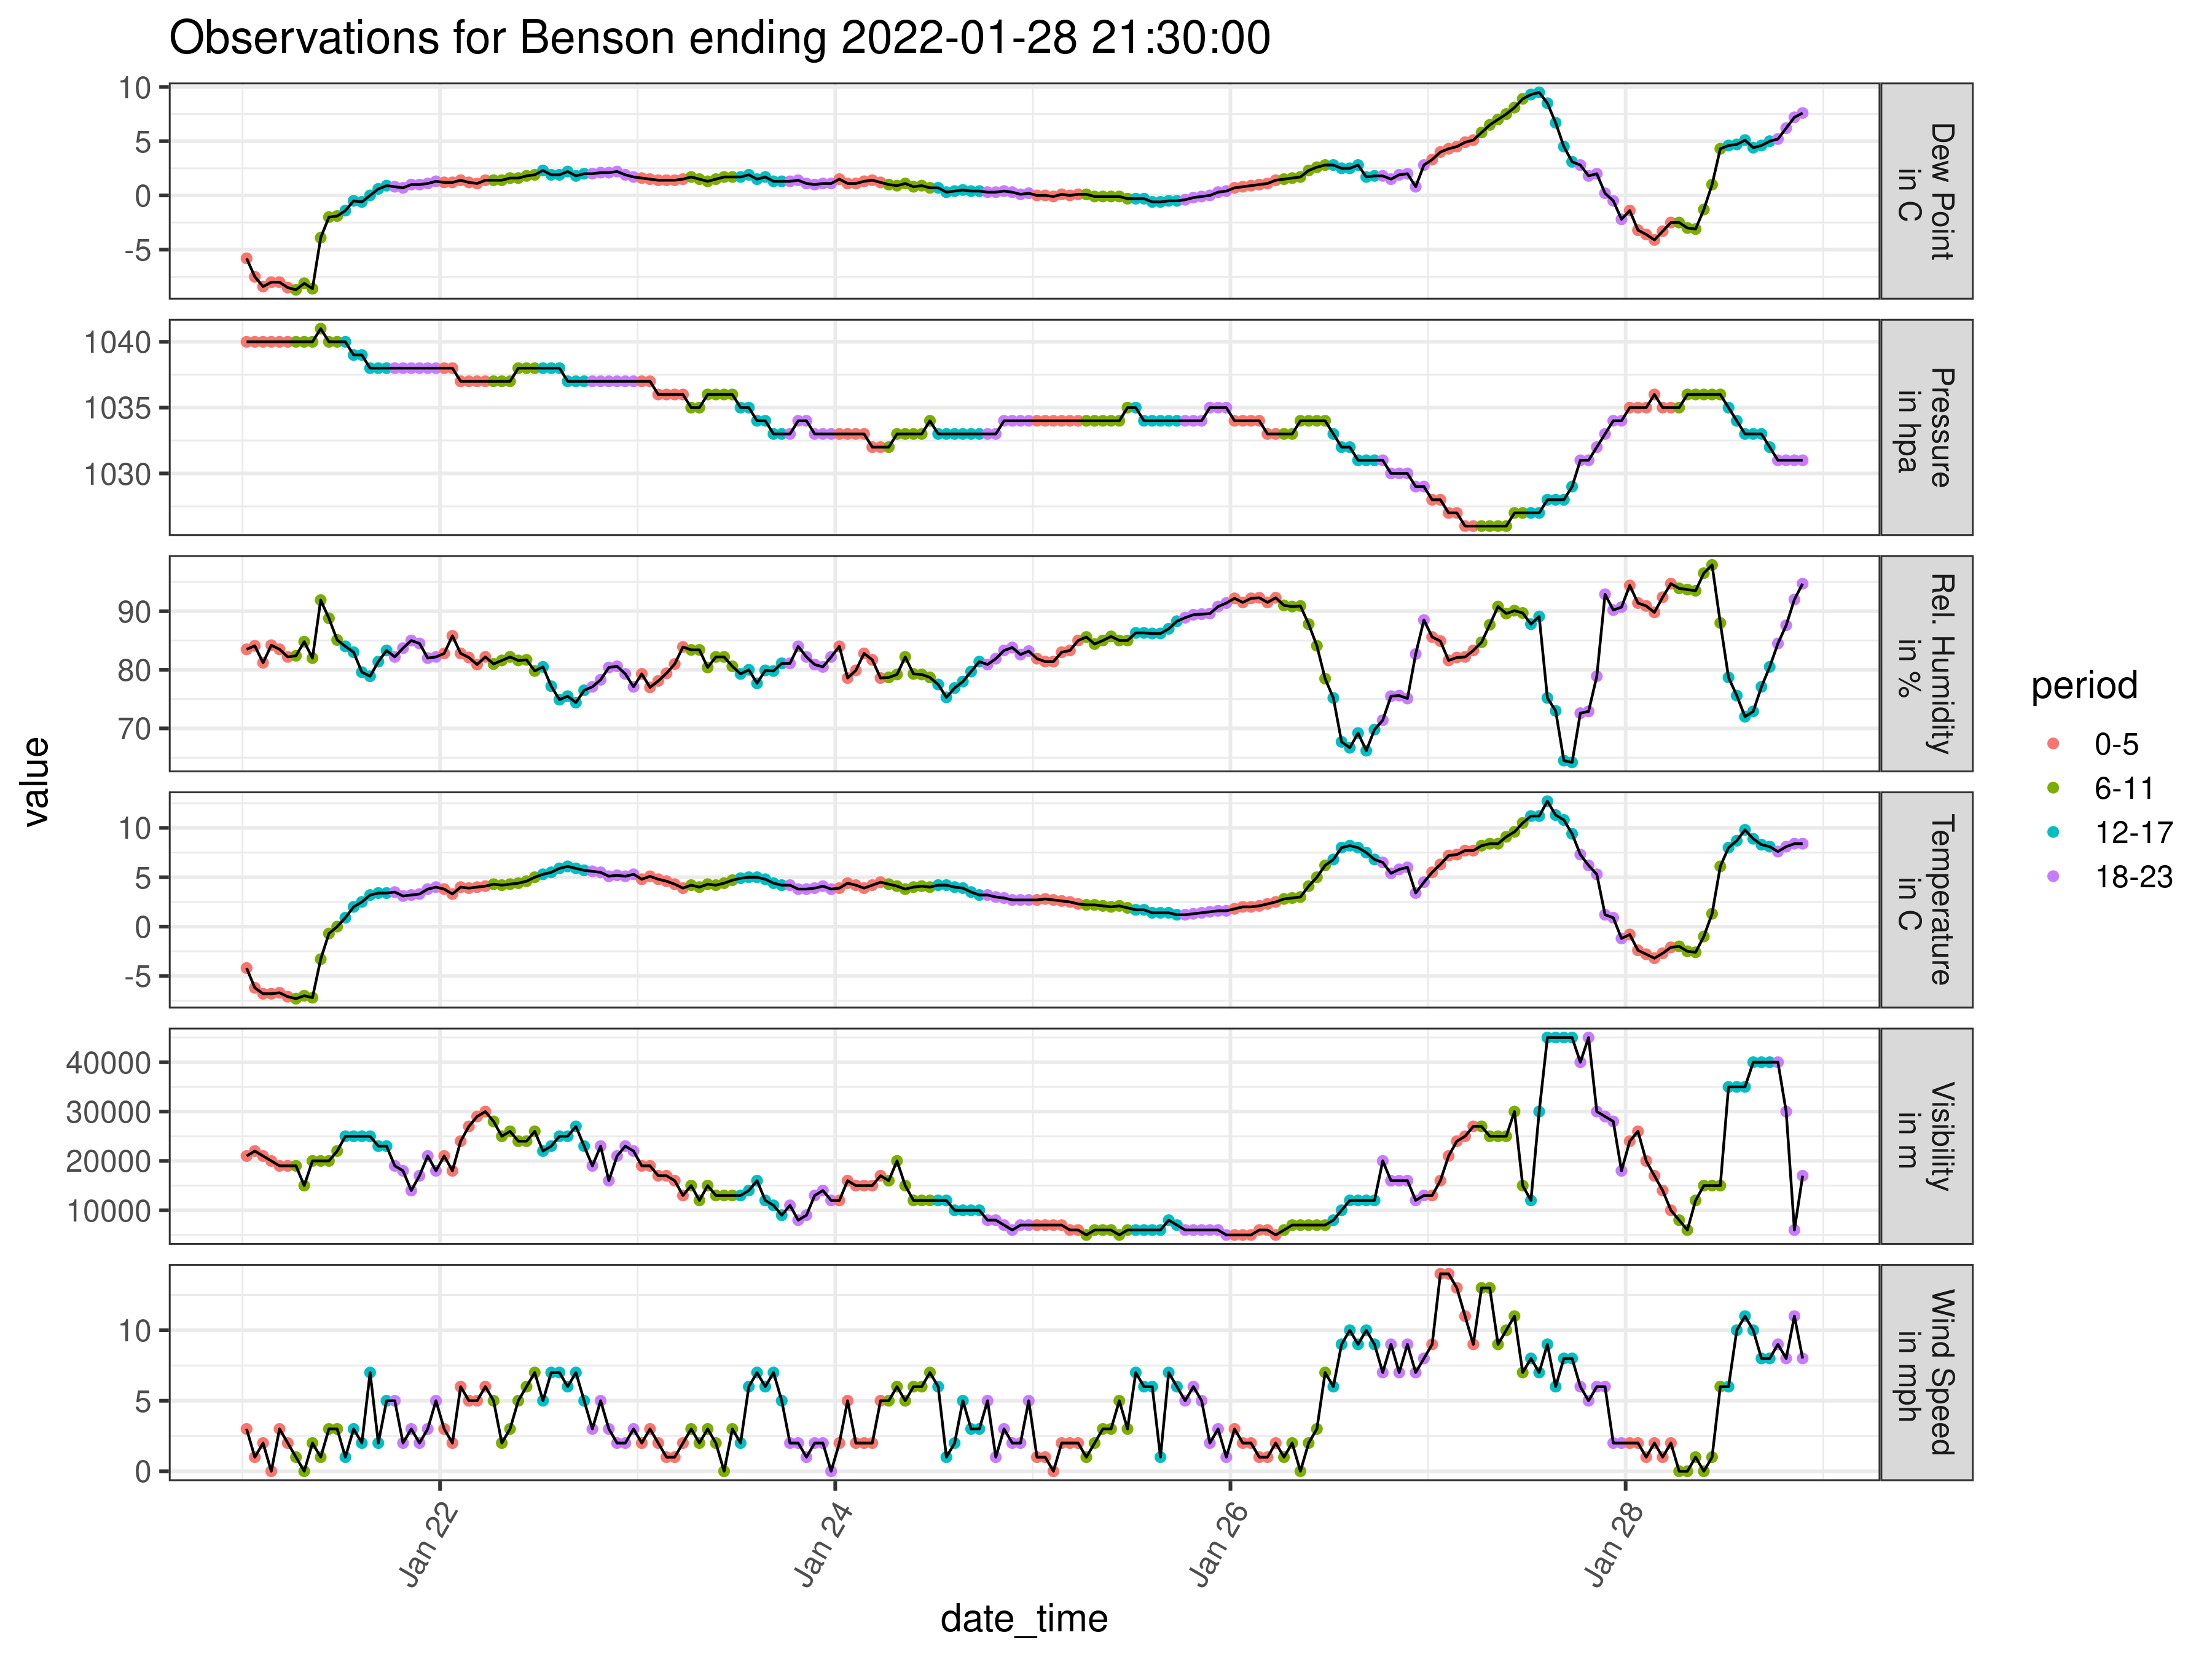 Observations for Benson ending 2022-01-28 21:30:00
value
10
5
0
-5
Dew Point
in C
1040
1035
1030
Pressure
in hpa
90
80
70
Rel. Humidity
in %
10
5
0
-5
Temperature
in C
40000
30000
20000
10000
Visibility
in m
10
5
0
Wind Speed
in mph
Jan 22
Jan 24
Jan 26
Jan 28
date_time
period
0-5
6-11
12-17
18-23